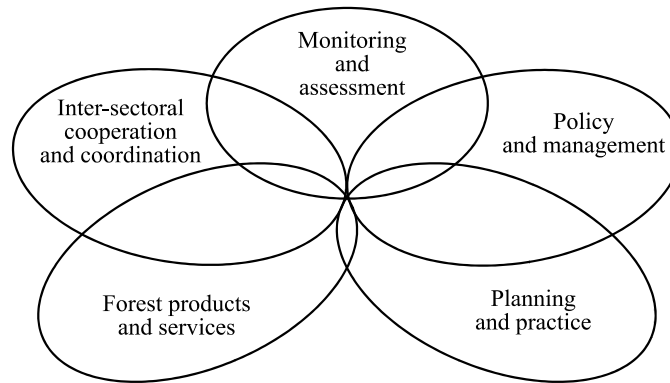 Monitoring
and
assessment
Inter-sectoral
cooperation
and coordination
Policy
and management
Forest products
and services
Planning
and practice